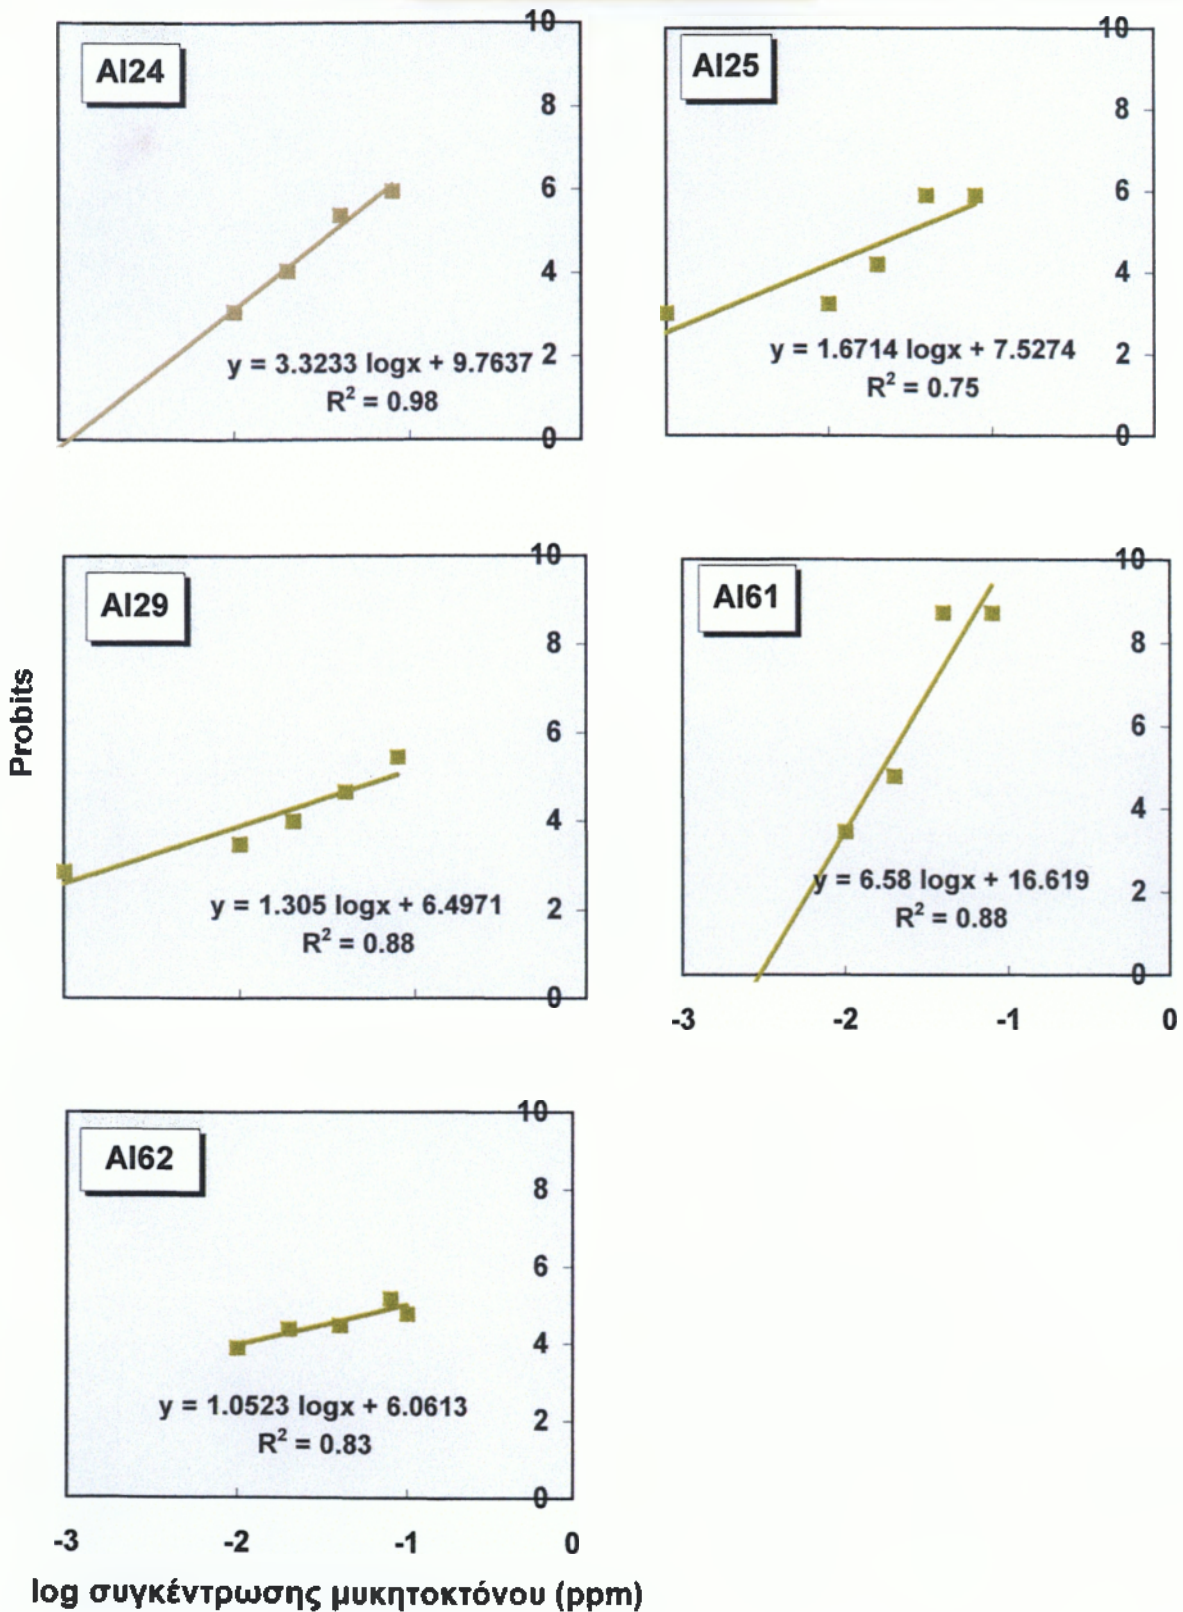 AI24
10
8
6
4
2
0
y = 3.3233 logx + 9.7637
R² = 0.98
AI25
10
8
6
4
2
0
y = 1.6714 logx + 7.5274
R² = 0.75
Probits
AI29
10
8
6
4
2
0
y = 1.305 logx + 6.4971
R² = 0.88
AI61
10
8
6
4
2
0
y = 6.58 logx + 16.619
R² = 0.88
-3 -2 -1 0
AI62
10
8
6
4
2
0
y = 1.0523 logx + 6.0613
R² = 0.83
-3 -2 -1 0
log συγκέντρωσης μυκητοκτόνου (ppm)